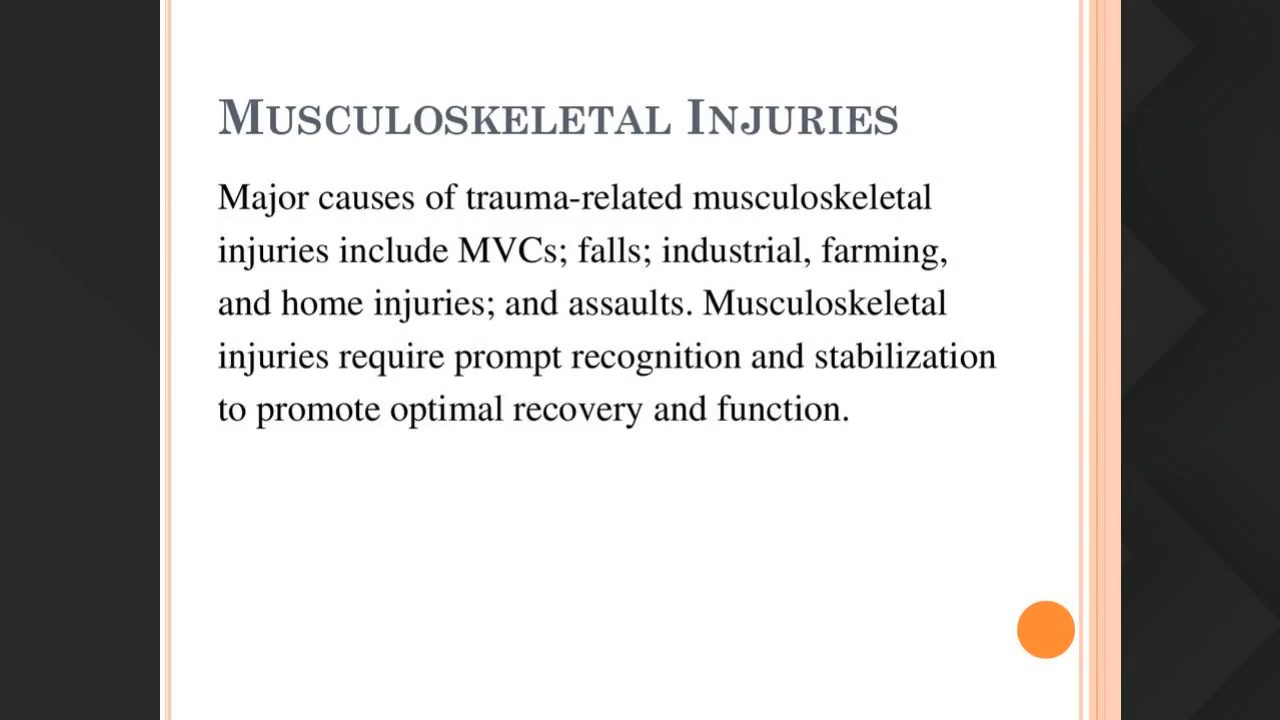 Musculoskeletal Injuries
Major causes of trauma-related musculoskeletal
injuries include MVCs; falls; industrial, farming,
and home injuries; and assaults. Musculoskeletal
injuries require prompt recognition and stabilization
to promote optimal recovery and function.